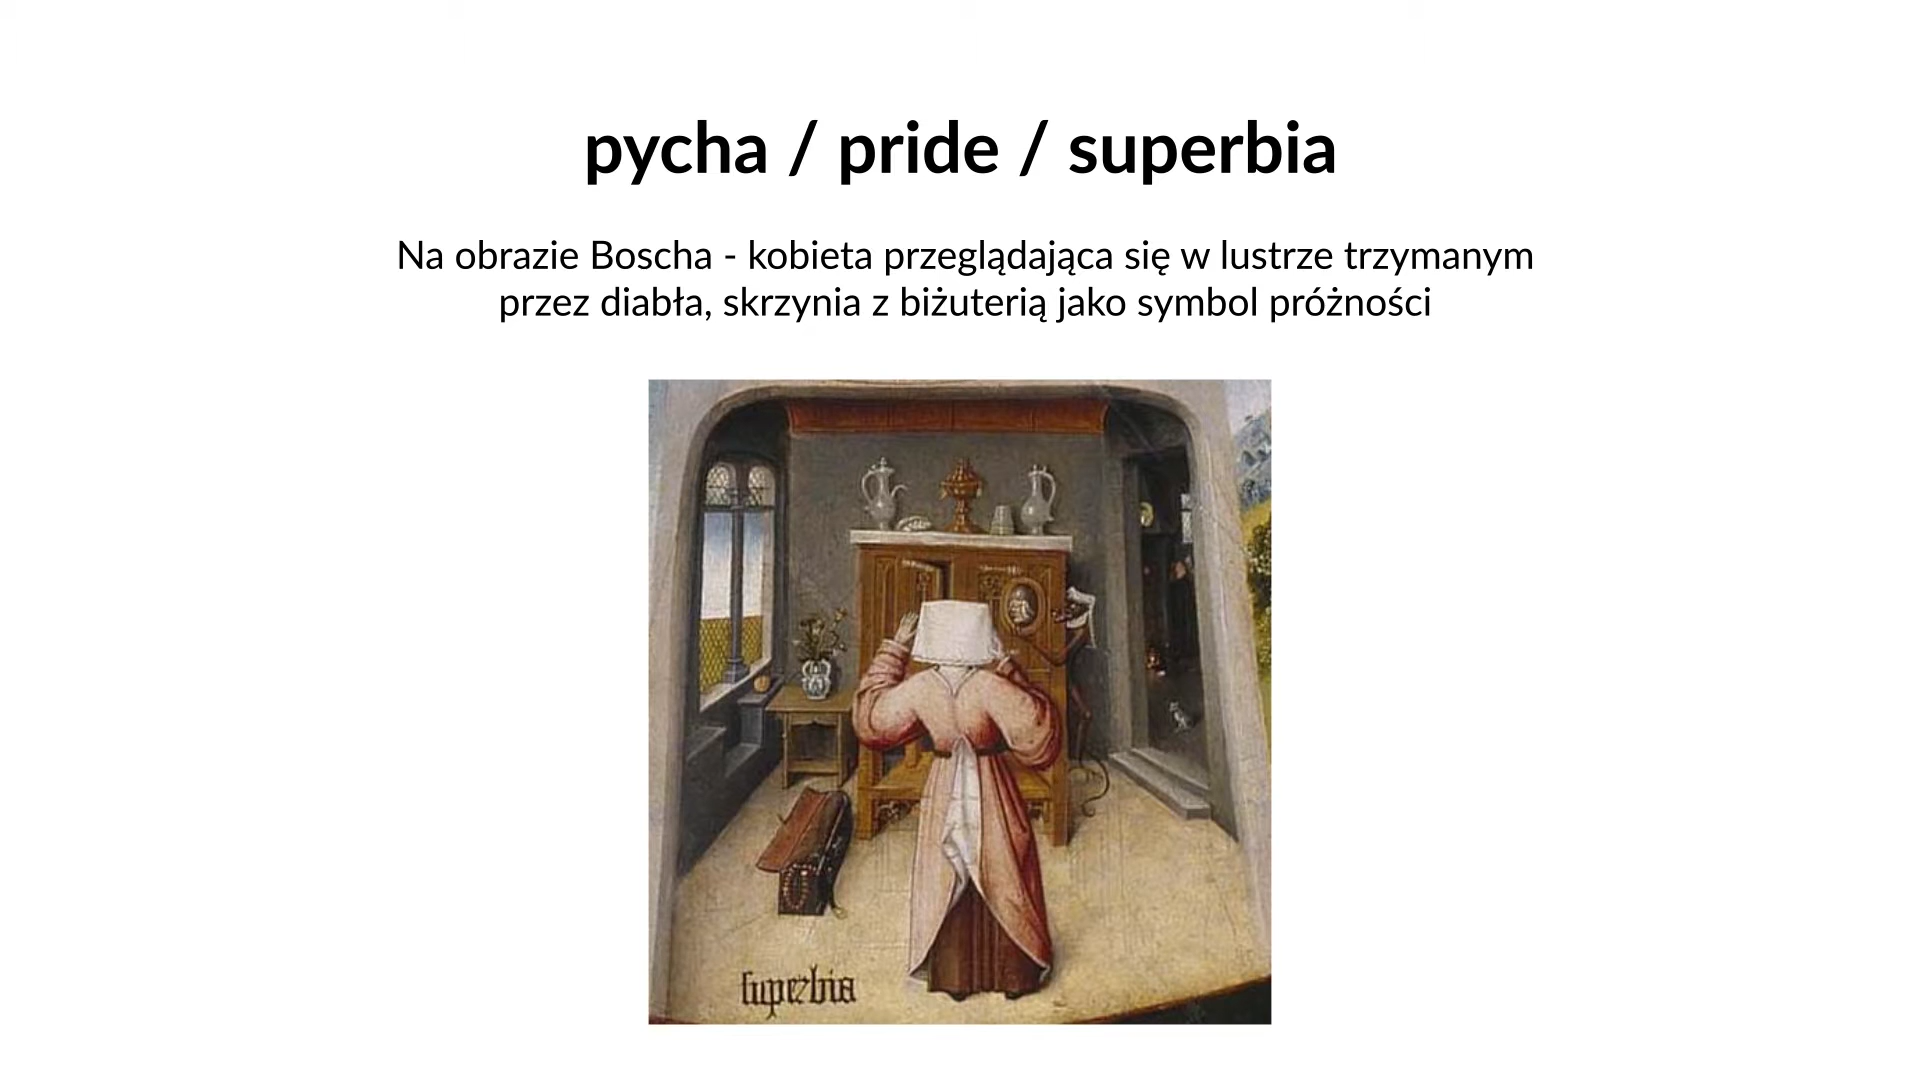 pycha / pride / superbia
Na obrazie Boscha - kobieta przeglądająca się w lustrze trzymanym
przez diabła, skrzynia z biżuterią jako symbol próżności
superbia